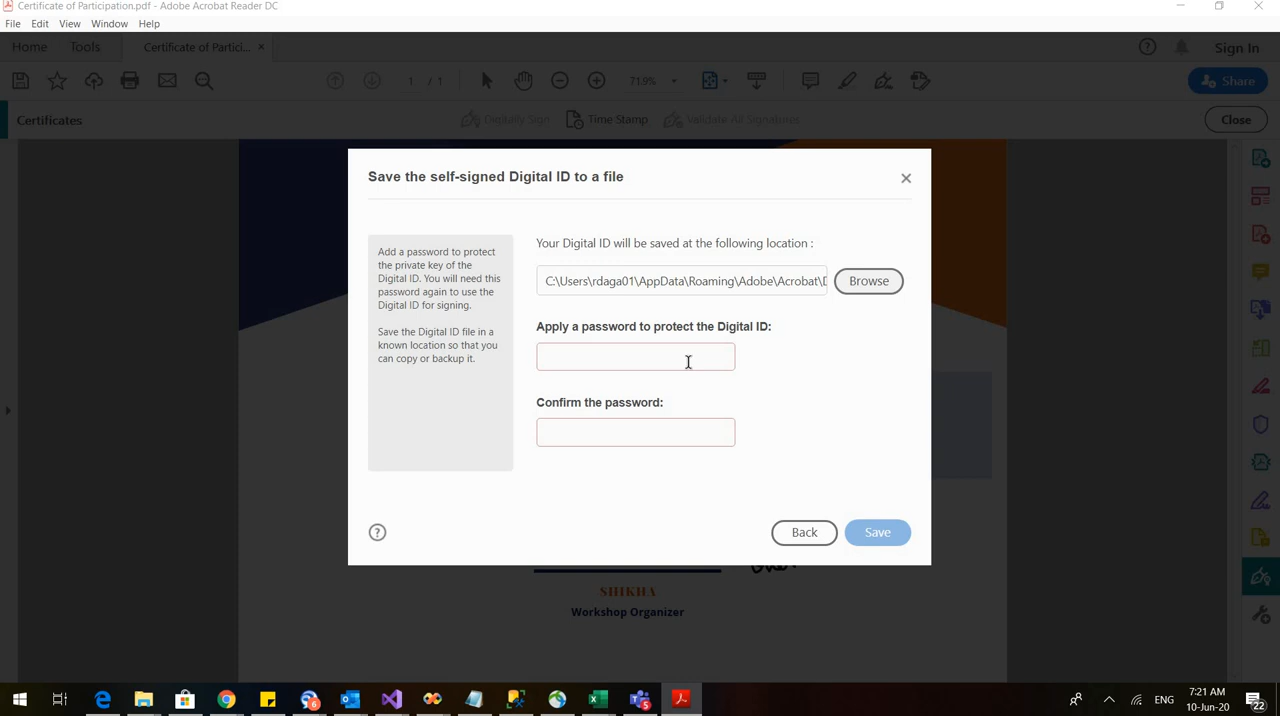 Certificate of Participation.pdf - Adobe Acrobat Reader DC
File Edit View Window Help
Home Tools Certificate of Partici... ×
? Sign In
1 / 1 71.9% Share
Certificates Digitally Sign Time Stamp Validate All Signatures Close
Save the self-signed Digital ID to a file
Add a password to protect
the private key of the
Digital ID. You will need this
password again to use the
Digital ID for signing.
Save the Digital ID file in a
known location so that you
can copy or backup it.
Your Digital ID will be saved at the following location :
C:\Users\rdaga01\AppData\Roaming\Adobe\Acrobat\D
Browse
Apply a password to protect the Digital ID:
Confirm the password:
?
Back
Save
SHIKHA
Workshop Organizer
6
5
ENG
7:21 AM
10-Jun-20
22